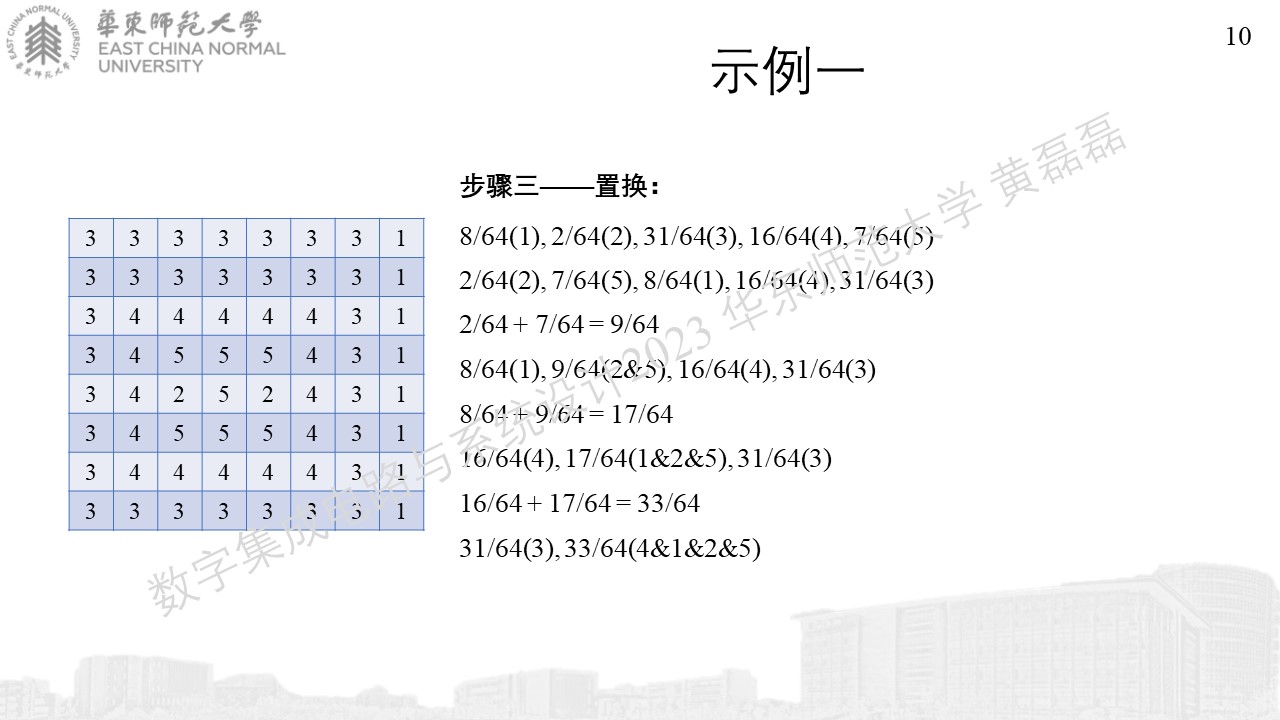 華東師範大學
EAST CHINA NORMAL
UNIVERSITY
EAST CHINA NORMAL UNIVERSITY
華東師范大學
10
示例一
步骤三——置换：
3 3 3 3 3 3 3 1
3 3 3 3 3 3 3 1
3 4 4 4 4 4 3 1
3 4 5 5 5 4 3 1
3 4 2 5 2 4 3 1
3 4 5 5 5 4 3 1
3 4 4 4 4 4 3 1
3 3 3 3 3 3 3 1
8/64(1), 2/64(2), 31/64(3), 16/64(4), 7/64(5)
2/64(2), 7/64(5), 8/64(1), 16/64(4), 31/64(3)
2/64 + 7/64 = 9/64
8/64(1), 9/64(2&5), 16/64(4), 31/64(3)
8/64 + 9/64 = 17/64
16/64(4), 17/64(1&2&5), 31/64(3)
16/64 + 17/64 = 33/64
31/64(3), 33/64(4&1&2&5)
数字集成电路与系统设计2023 华东师范大学 黄磊磊